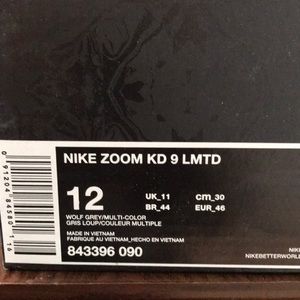 NIKE ZOOM KD 9 LMTD
12
UK_11 cm_30
BR_44 EUR_46
WOLF GREY/MULTI-COLOR
GRIS LOUP/COULEUR MULTIPLE
MADE IN VIETNAM
FABRIQUÉ AU VIETNAM_HECHO EN VIETNAM
843396 090
NIKEBETTERWORLD